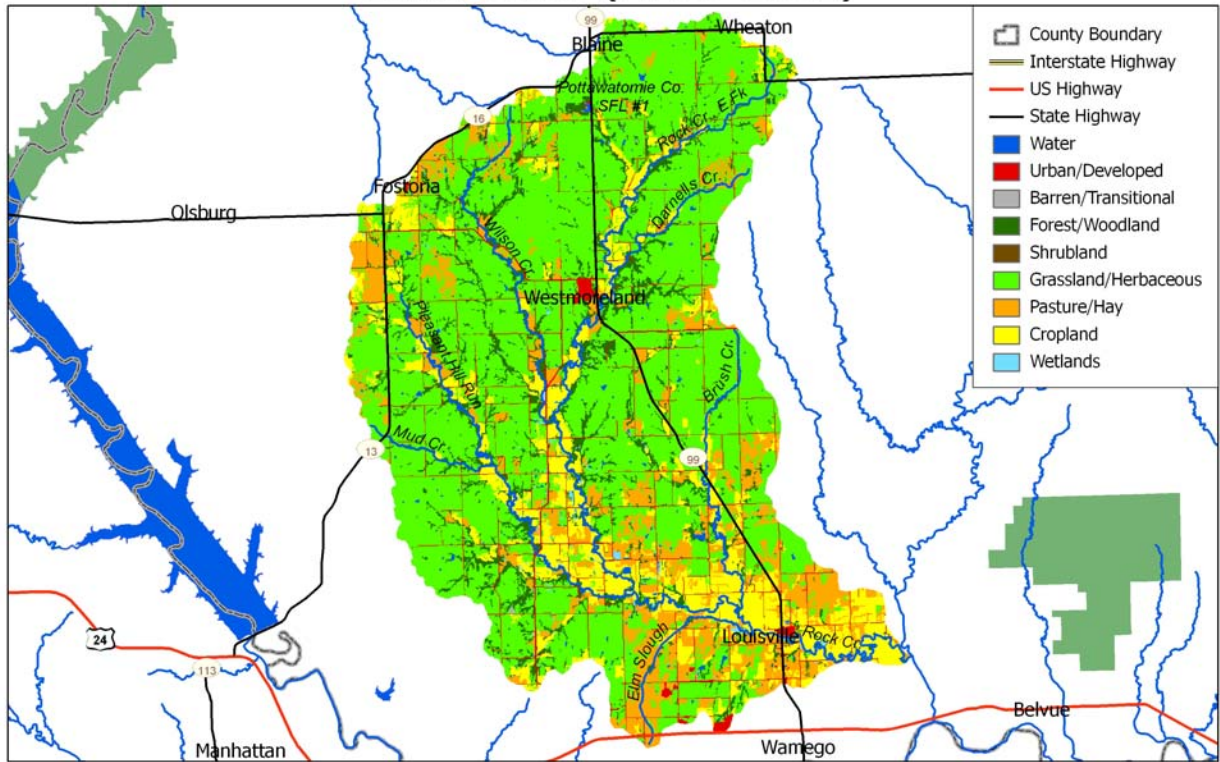 99
Wheaton
Blaine
Pottawatomie Co.
SFL #1
16
Rock Cr. E.Fk
Darnells Cr.
Fostoria
Olsburg
Wilson Cr.
Westmoreland
Pleasant Hill Run
Brush Cr.
Mud Cr.
13
99
24
113
Elm Slough
Louisville
Rock Cr.
Belvue
Manhattan
Wamego
County Boundary
Interstate Highway
US Highway
State Highway
Water
Urban/Developed
Barren/Transitional
Forest/Woodland
Shrubland
Grassland/Herbaceous
Pasture/Hay
Cropland
Wetlands